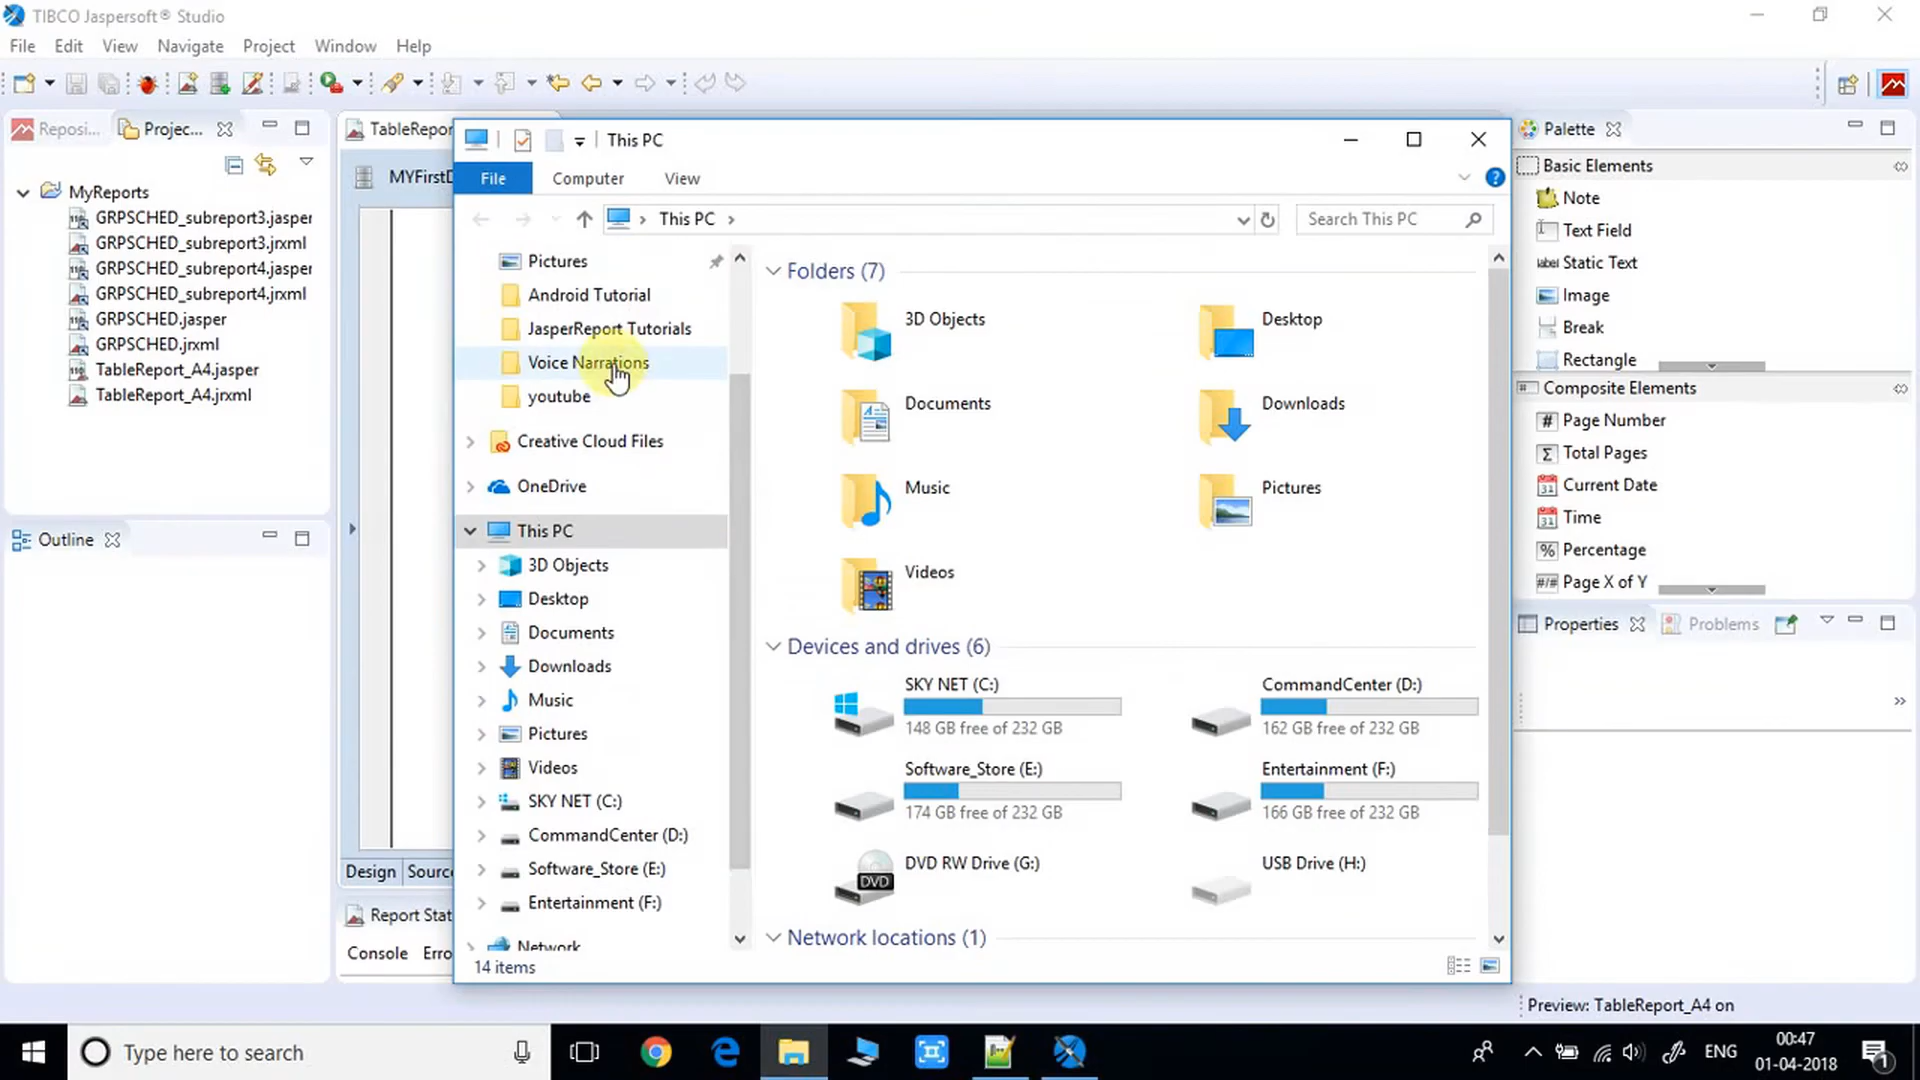 TIBCO Jaspersoft® Studio
File Edit View Navigate Project Window Help
Reposi... Projec...
MyReports
GRPSCHED_subreport3.jasper
GRPSCHED_subreport3.jrxml
GRPSCHED_subreport4.jasper
GRPSCHED_subreport4.jrxml
GRPSCHED.jasper
GRPSCHED.jrxml
TableReport_A4.jasper
TableReport_A4.jrxml
Outline
TableRepor
MYFirstD
Design Sourc
Report Stat
Console Erro
This PC
File Computer View
This PC
Search This PC
Pictures
Android Tutorial
JasperReport Tutorials
Voice Narrations
youtube
Creative Cloud Files
OneDrive
This PC
3D Objects
Desktop
Documents
Downloads
Music
Pictures
Videos
SKY NET (C:)
CommandCenter (D:)
Software_Store (E:)
Entertainment (F:)
Network
14 items
Folders (7)
3D Objects
Desktop
Documents
Downloads
Music
Pictures
Videos
Devices and drives (6)
SKY NET (C:)
148 GB free of 232 GB
CommandCenter (D:)
162 GB free of 232 GB
Software_Store (E:)
174 GB free of 232 GB
Entertainment (F:)
166 GB free of 232 GB
DVD RW Drive (G:)
DVD
USB Drive (H:)
Network locations (1)
Palette
Basic Elements
Note
Text Field
label Static Text
Image
Break
Rectangle
Composite Elements
# Page Number
Σ Total Pages
31 Current Date
31 Time
% Percentage
#/# Page X of Y
Properties Problems
Preview: TableReport_A4 on
Type here to search
ENG
00:47
01-04-2018
1